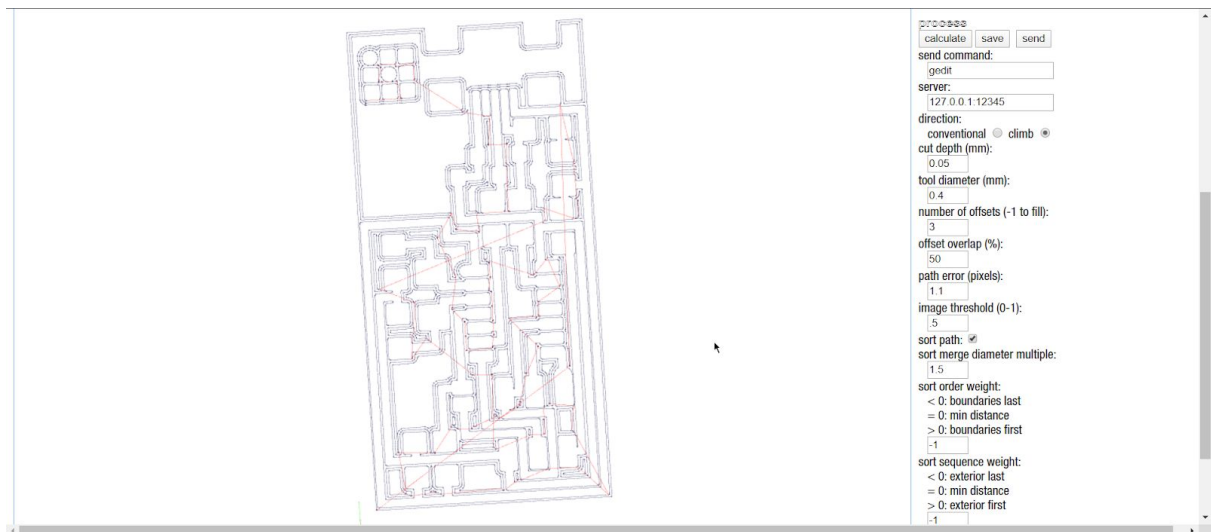 process
calculate save send
send command:
gedit
server:
127.0.0.1:12345
direction:
conventional climb
cut depth (mm):
0.05
tool diameter (mm):
0.4
number of offsets (-1 to fill):
3
offset overlap (%):
50
path error (pixels):
1.1
image threshold (0-1):
.5
sort path:
sort merge diameter multiple:
1.5
sort order weight:
< 0: boundaries last
= 0: min distance
> 0: boundaries first
-1
sort sequence weight:
< 0: exterior last
= 0: min distance
> 0: exterior first
-1